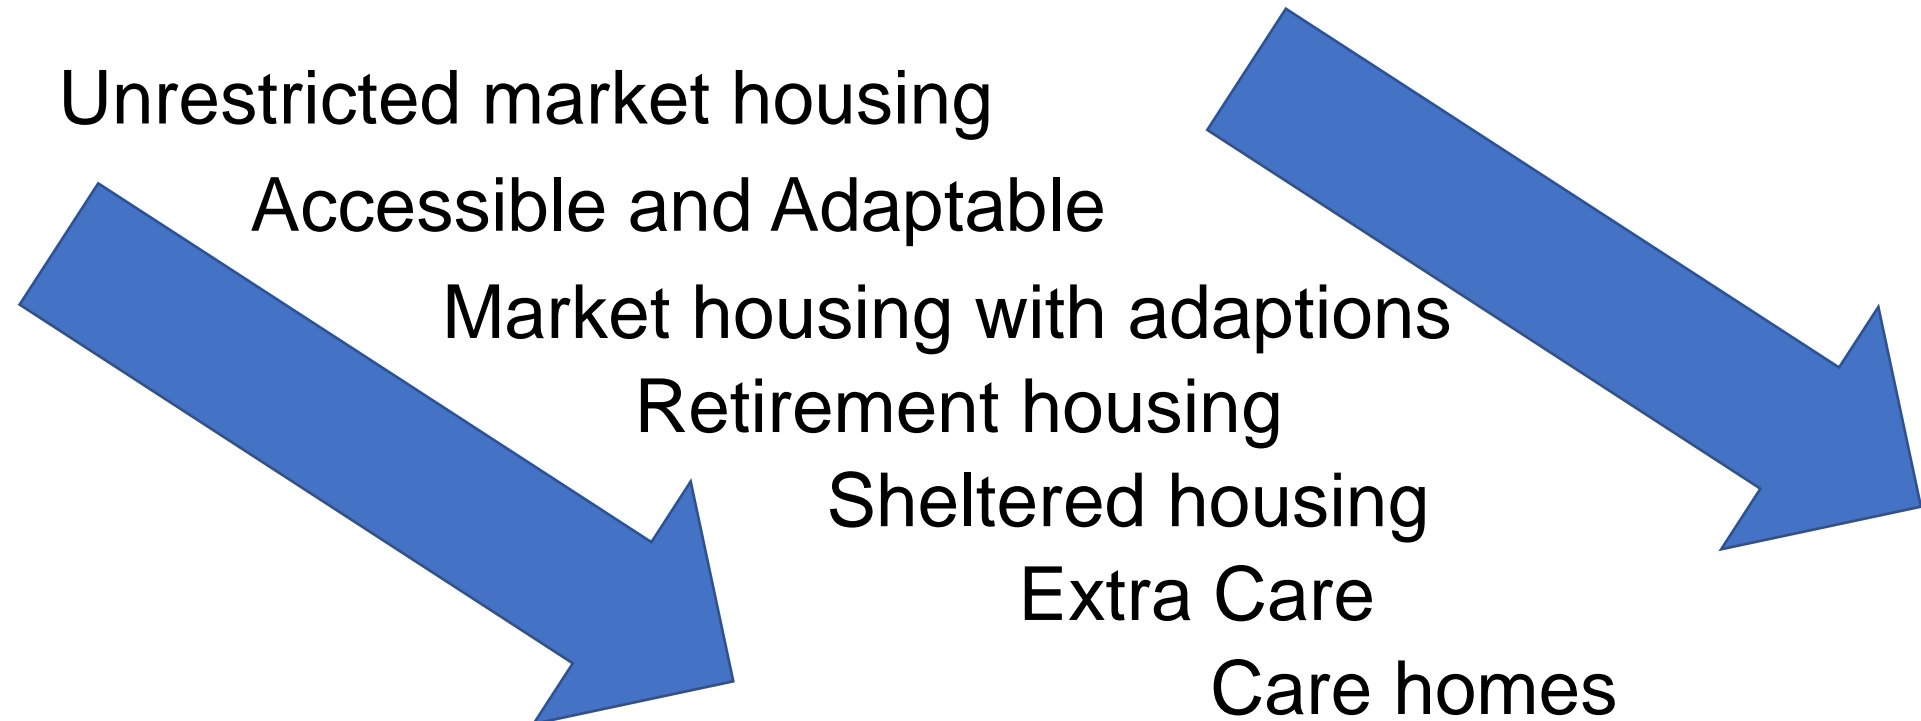 Unrestricted market housing
Accessible and Adaptable
Market housing with adaptions
Retirement housing
Sheltered housing
Extra Care
Care homes